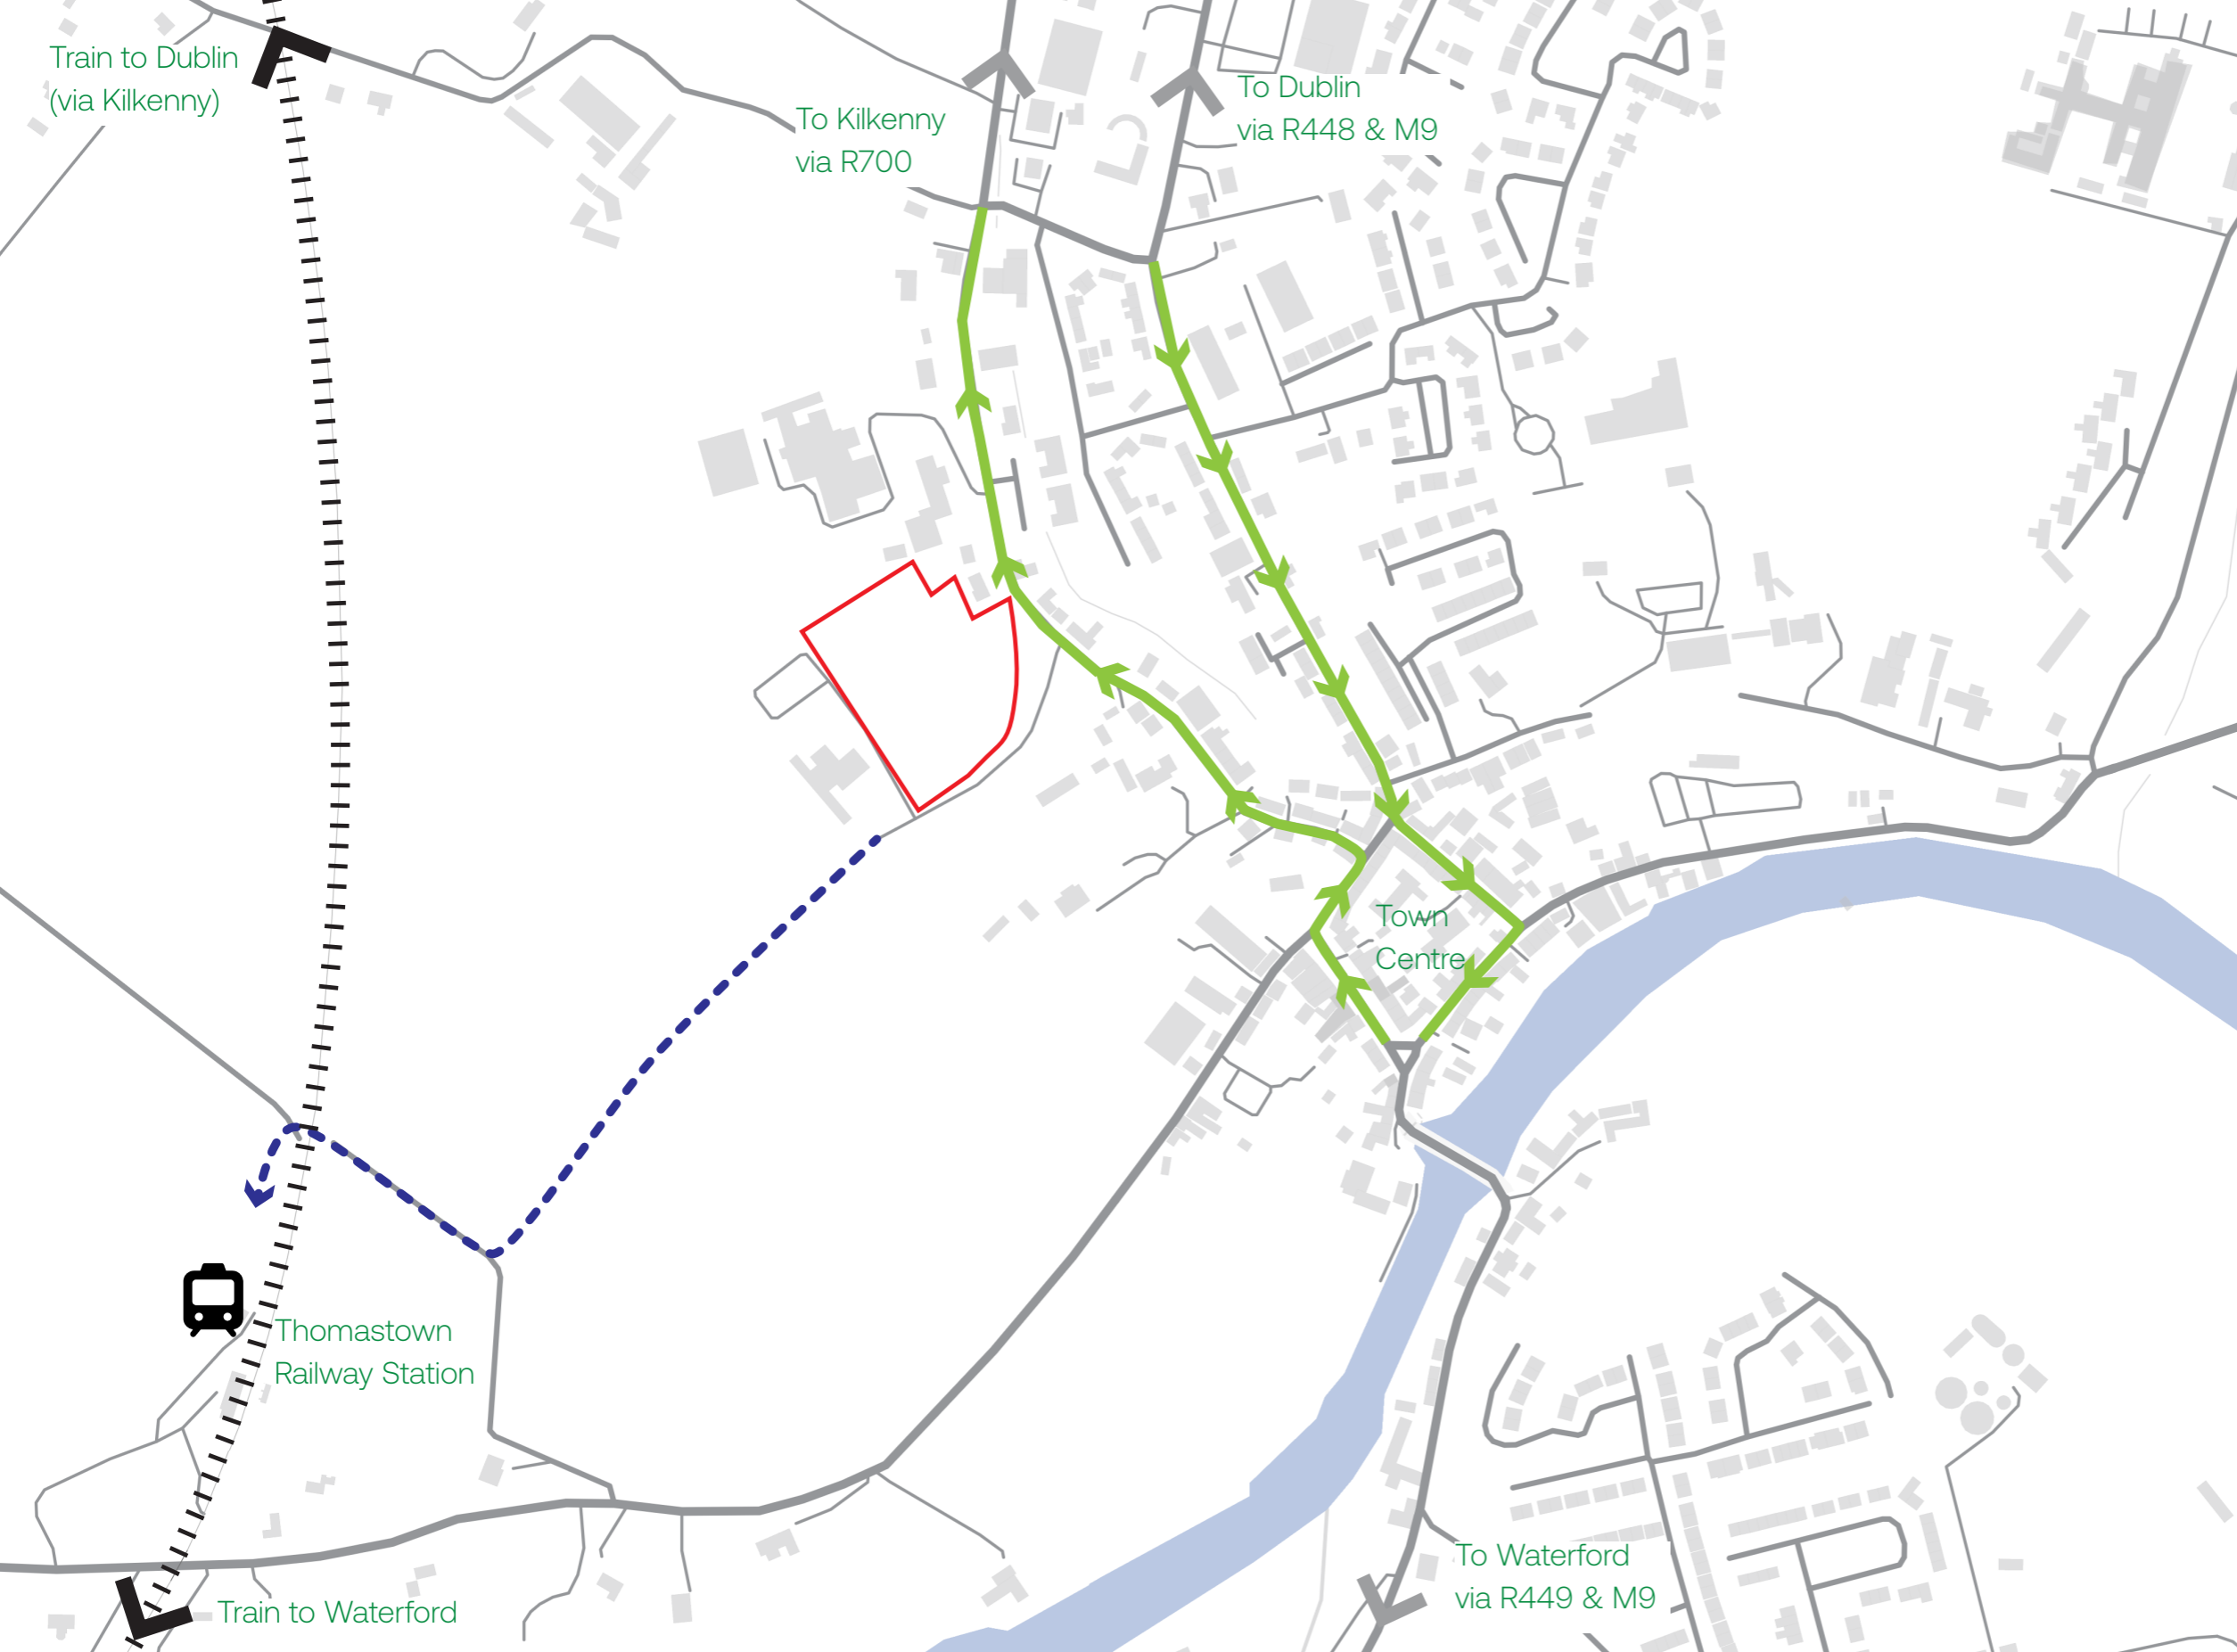 Train to Dublin
(via Kilkenny)
To Kilkenny
via R700
To Dublin
via R448 & M9
Town
Centre
Thomastown
Railway Station
Train to Waterford
To Waterford
via R449 & M9